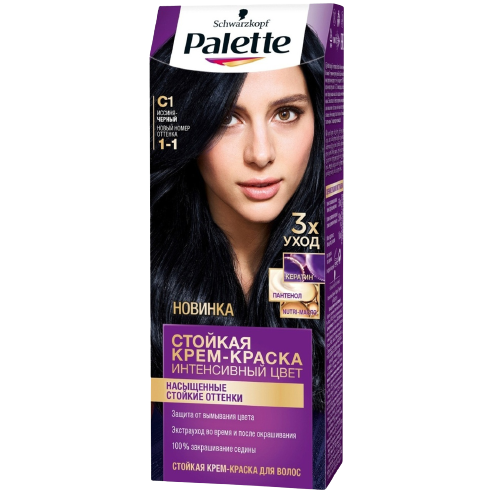 Schwarzkopf
Palette
C1
ИССИНЯ-
ЧЕРНЫЙ
НОВЫЙ НОМЕР
ОТТЕНКА
1-1
3x
УХОД
КЕРАТИН
ПАНТЕНОЛ
NUTRI-МАСЛО
НОВИНКА
СТОЙКАЯ
КРЕМ-КРАСКА
ИНТЕНСИВНЫЙ ЦВЕТ
НАСЫЩЕННЫЕ
СТОЙКИЕ ОТТЕНКИ
Защита от вымывания цвета
Экстрауход во время и после окрашивания
100% закрашивание седины
СТОЙКАЯ КРЕМ-КРАСКА ДЛЯ ВОЛОС